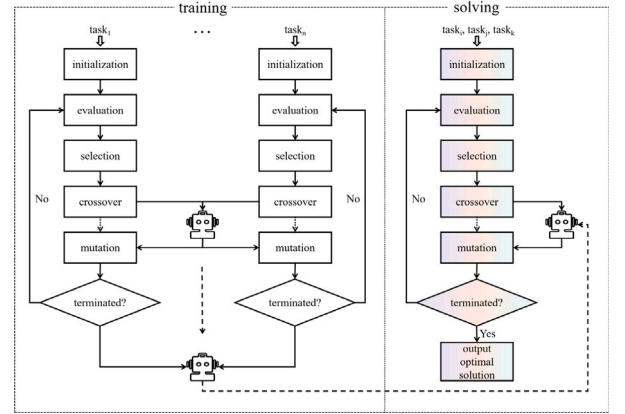 training
solving
task₁
...
taskₙ
taskᵢ, taskⱼ, taskₖ
initialization
initialization
initialization
evaluation
evaluation
evaluation
selection
selection
selection
No
crossover
crossover
No
No
crossover
mutation
mutation
mutation
terminated?
terminated?
terminated?
Yes
output
optimal
solution